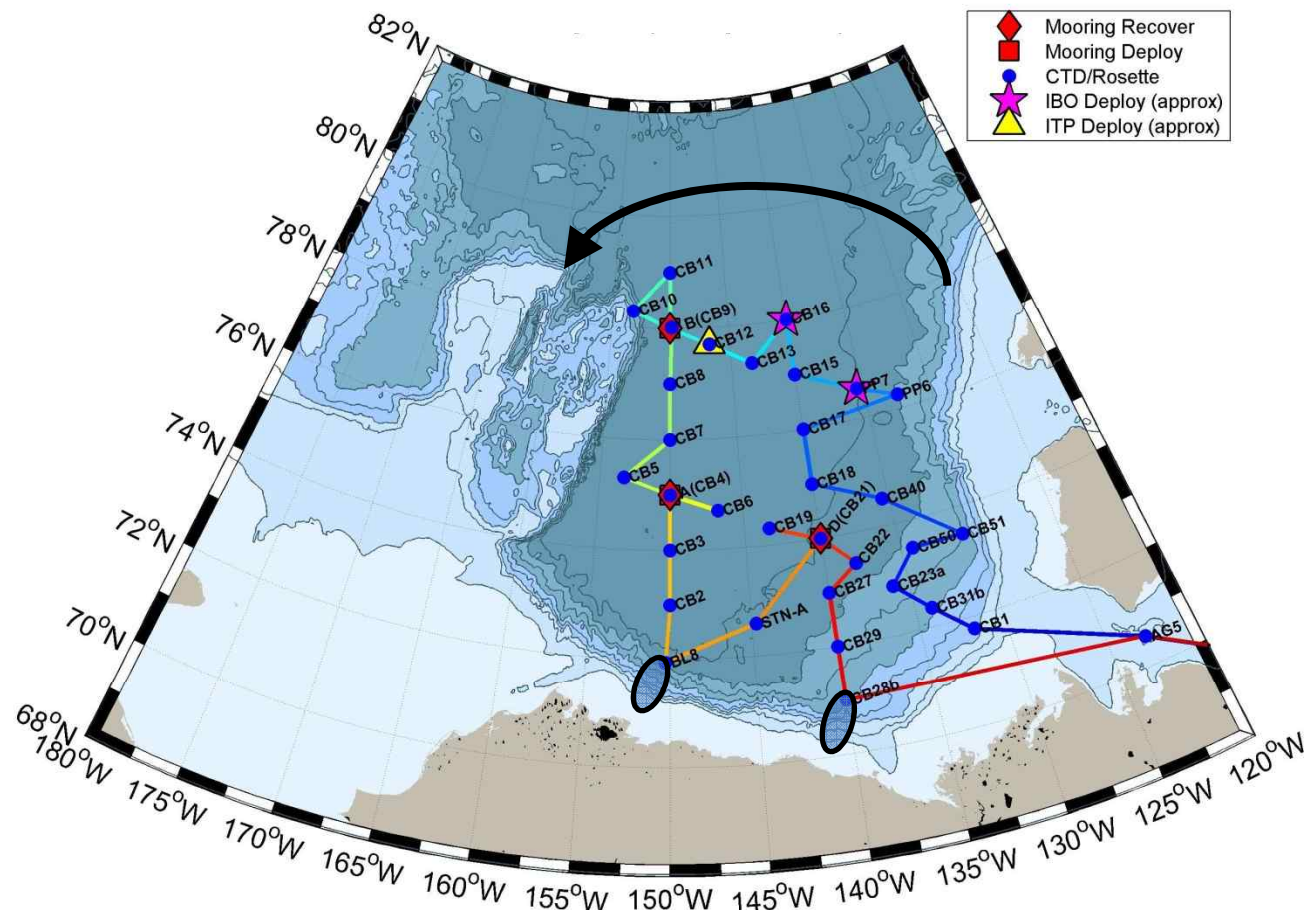 Mooring Recover
Mooring Deploy
CTD/Rosette
IBO Deploy (approx)
ITP Deploy (approx)
82°N
80°N
78°N
76°N
74°N
72°N
70°N
68°N
CB11
CB10
B(CB9)
CB12
CB16
CB13
CB15
PP7
PP6
CB8
CB17
CB7
CB5
A(CB4)
CB6
CB18
CB40
CB19
D(CB21)
CB51
CB50
CB22
CB3
CB27
CB23a
CB31b
CB2
STN-A
CB1
AG5
CB29
BL8
CB28b
180°W
175°W
170°W
165°W
160°W
155°W
150°W
145°W
140°W
135°W
130°W
125°W
120°W